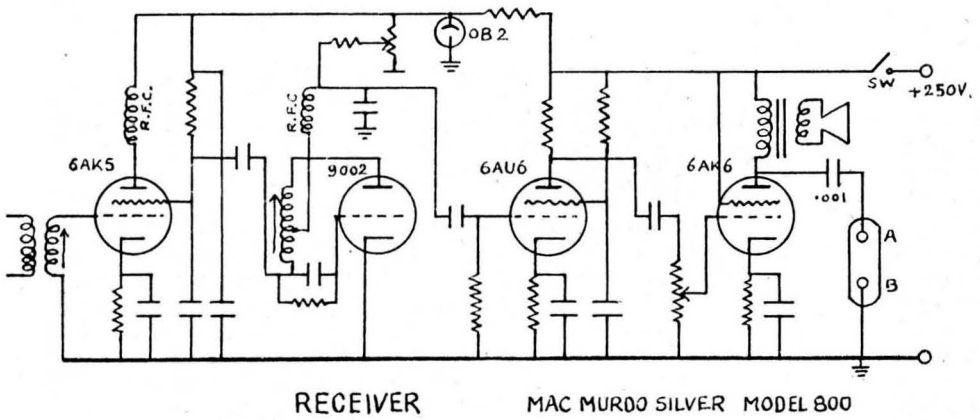 OB2
R.F.C.
R.F.C
SW
+250V.
6AK5
9002
6AU6
6AK6
.001
A
B
RECEIVER
MAC MURDO SILVER MODEL 800